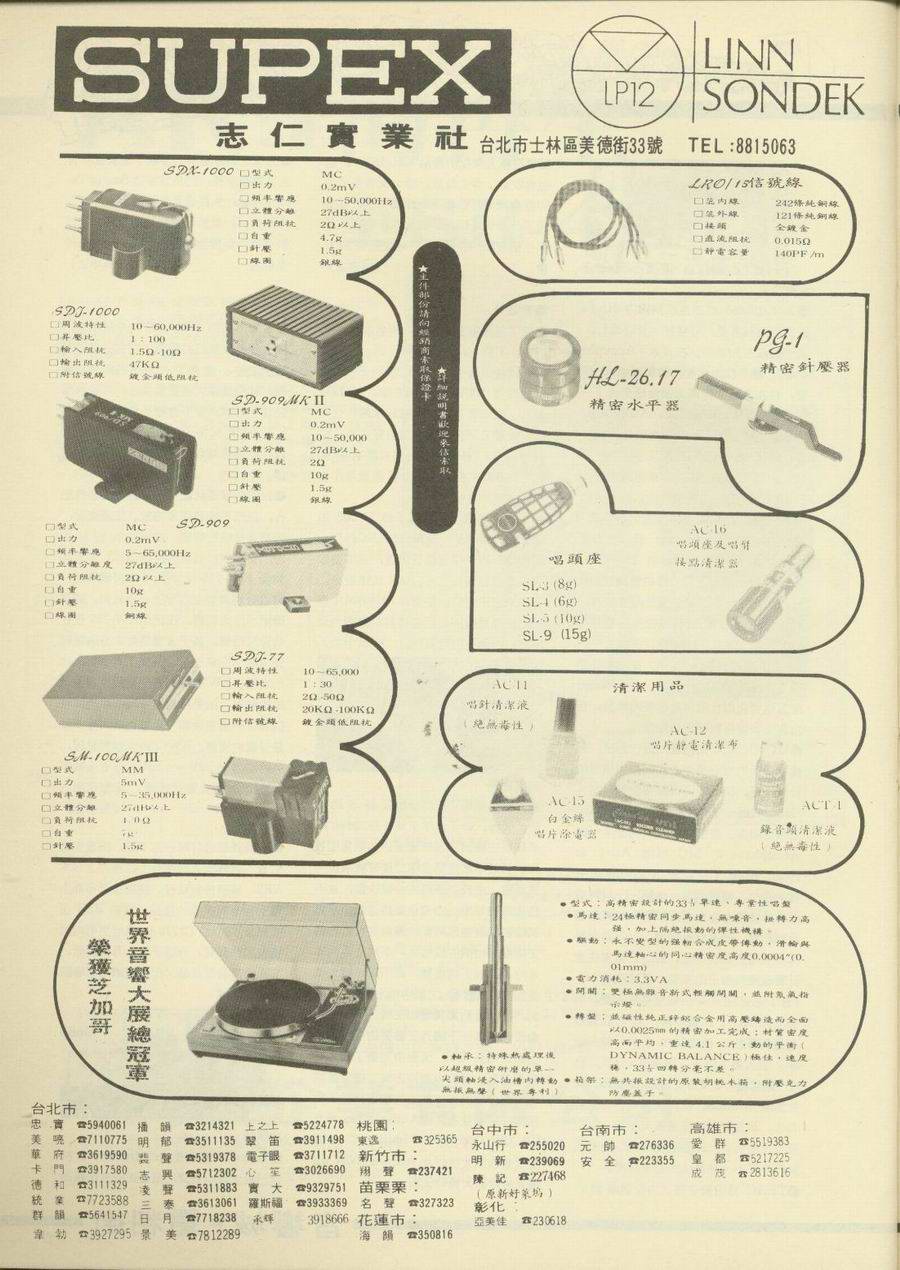 SUPEX
LP12
LINN
SONDEK
志仁實業社 台北市士林區美德街33號 TEL:8815063
SDX-1000
□型式 MC
□出力 0.2mV
□頻率響應 10~50,000Hz
□立體分離 27dB以上
□負荷阻抗 2Ω以上
□自重 4.7g
□針壓 1.5g
□線圈 銀線
SDJ-1000
□周波特性 10~60,000Hz
□昇壓比 1:100
□輸入阻抗 1.5Ω-10Ω
□輸出阻抗 47KΩ
□附信號線 鍍金頭低阻抗
SD-909MKII
□型式 MC
□出力 0.2mV
□頻率響應 10~50,000
□立體分離 27dB以上
□負荷阻抗 2Ω
□自重 10g
□針壓 1.5g
□線圈 銀線
SD-909
□型式 MC
□出力 0.2mV
□頻率響應 5~65,000Hz
□立體分離度 27dB以上
□負荷阻抗 2Ω以上
□自重 10g
□針壓 1.5g
□線圈 銅線
SDJ-77
□周波特性 10~65,000
□昇壓比 1:30
□輸入阻抗 2Ω-50Ω
□輸出阻抗 20KΩ-100KΩ
□附信號線 鍍金頭低阻抗
SM-100MKIII
□型式 MM
□出力 5mV
□頻率響應 5~35,000Hz
□立體分離 27dB以上
□負荷阻抗
□自重 7g
□針壓 1.5g
★主件部份請向經銷商索取保證卡
★詳細說明書歡迎來信索取
LRO/15信號線
□蕊內線 242條純銅線
□蕊外線 121條純銅線
□接頭 全鍍金
□直流阻抗 0.015Ω
□靜電容量 140PF/m
HL-26.17
精密水平器
PG-1
精密針壓器
唱頭座
SL-3 (8g)
SL-4 (6g)
SL-5 (10g)
SL-9 (15g)
AC-16
唱頭座及唱臂
接點清潔器
清潔用品
AC-11
唱針清潔液
(絕無毒性)
AC-12
唱片靜電清潔布
AC-15
白金絲
唱片除電器
ACT-1
錄音頭清潔液
(絕無毒性)
榮獲芝加哥
世界音響大展總冠軍
●軸承:特殊熱處理後
以超級精密研磨的單一
尖頭軸浸入油槽內轉動
無振無聲(世界專利)
●型式:高精密設計的33⅓單速、專業性唱盤
●馬達:24極精密同步馬達,無噪音,扭轉力高
強,加上隔絕振動的彈性機構。
●驅動:永不變型的強韌合成皮帶傳動,滑輪與
馬達軸心的同心精密度高度0.0004"(0.
01mm)
●電力消耗:3.3VA
●開關:雙極無雜音新式輕觸開關,並附氖氣指
示燈。
●轉盤:並磁性純正鋅鋁合金用高壓鑄造而全面
以0.0025mm的精密加工完成;材質密度
高而平均,重達4.1公斤,動的平衡(
DYNAMIC BALANCE)極佳,速度
穩,33⅓四轉分毫不差。
●箱架:無共振設計的原裝胡桃木箱,附壓克力
防塵蓋子。
台北市:
忠寶 ☎5940061
美曉 ☎7110775
華府 ☎3619590
卡門 ☎3917580
德和 ☎3111329
統業 ☎7723588
群韻 ☎5641547
韋勃 ☎3927295
播韻 ☎3214321
明郁 ☎3511135
裴聲 ☎5319378
志興 ☎5712302
凌聲 ☎5311883
三泰 ☎3613061
日月 ☎7718238
景美 ☎7812289
上之上 ☎5224778
翠笛 ☎3911498
電子眼 ☎3711712
心笙 ☎3026690
寶大 ☎9329751
羅斯福 ☎3933369
永輝 3918666
桃園:
東逸 ☎325365
新竹市:
翔聲 ☎237421
苗栗:
名聲 ☎327323
花蓮市:
海韻 ☎350816
台中市:
永山行 ☎255020
明新 ☎239069
陳記 ☎227468
(原新好萊塢)
彰化:
亞美佳 ☎230618
台南市:
元帥 ☎276336
安全 ☎223355
高雄市:
愛群 ☎5519383
皇都 ☎5217225
成茂 ☎2813616